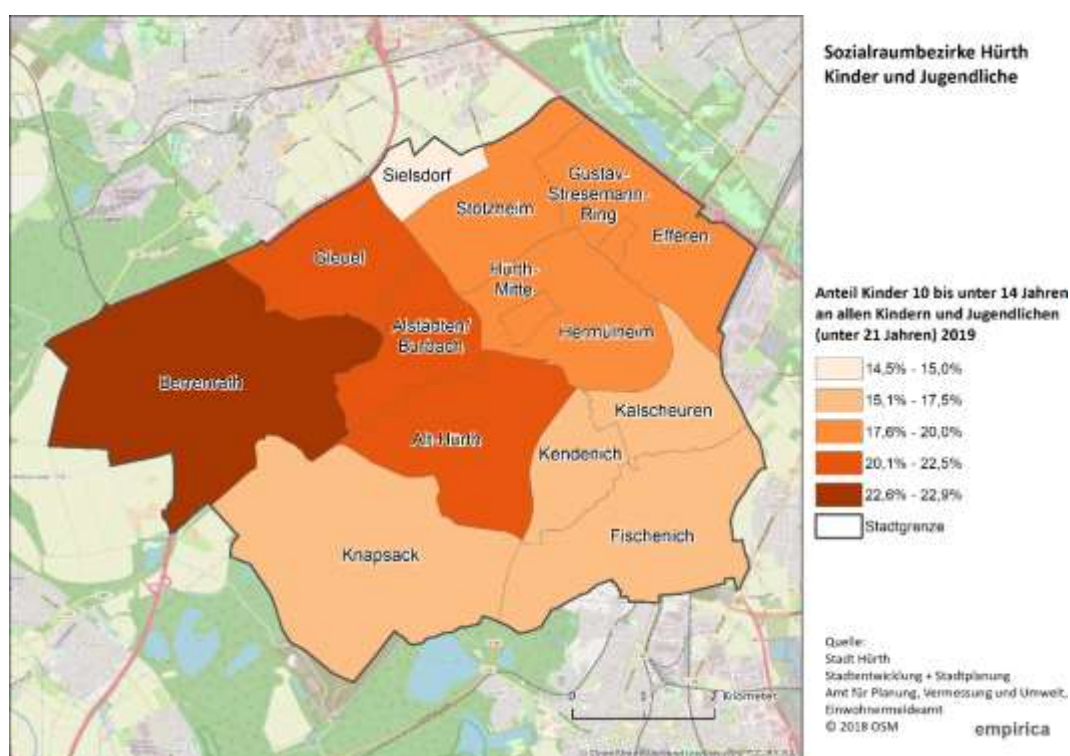 Sozialraumbezirke Hürth
Kinder und Jugendliche
Sielsdorf
Gustav-
Stresemann-
Ring
Stotzheim
Efferen
Gleuel
Hürth-
Mitte
Alstädten/
Burbach
Hermülheim
Berrenrath
Kalscheuren
Alt-Hürth
Kendenich
Fischenich
Knapsack
Anteil Kinder 10 bis unter 14 Jahren
an allen Kindern und Jugendlichen
(unter 21 Jahren) 2019
14,5% - 15,0%
15,1% - 17,5%
17,6% - 20,0%
20,1% - 22,5%
22,6% - 22,9%
Stadtgrenze
0 1 2 Kilometer
Quelle:
Stadt Hürth
Stadtentwicklung + Stadtplanung
Amt für Planung, Vermessung und Umwelt,
Einwohnermeldeamt
© 2018 OSM
empirica